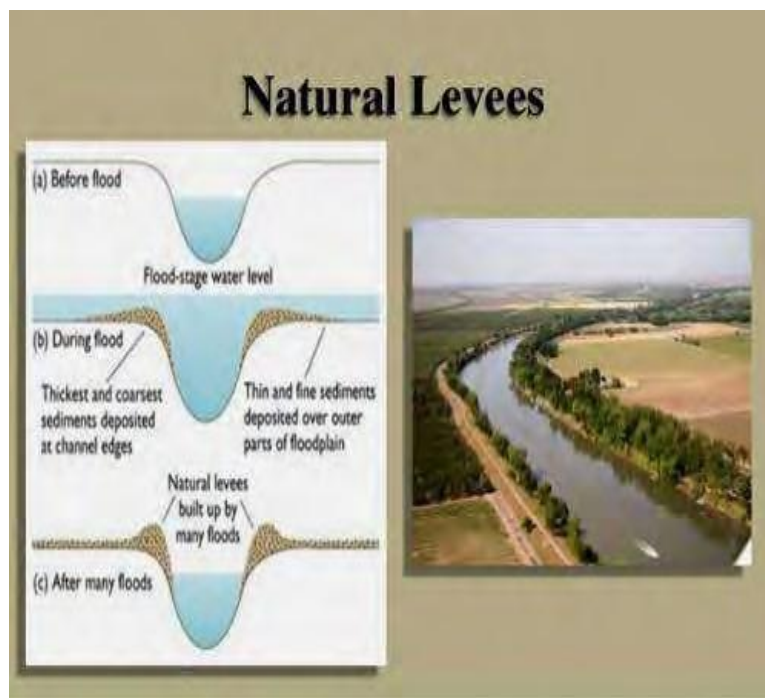 Natural Levees
(a) Before flood
Flood-stage water level
(b) During flood
Thickest and coarsest
sediments deposited
at channel edges
Thin and fine sediments
deposited over outer
parts of floodplain
Natural levees
built up by
many floods
(c) After many floods